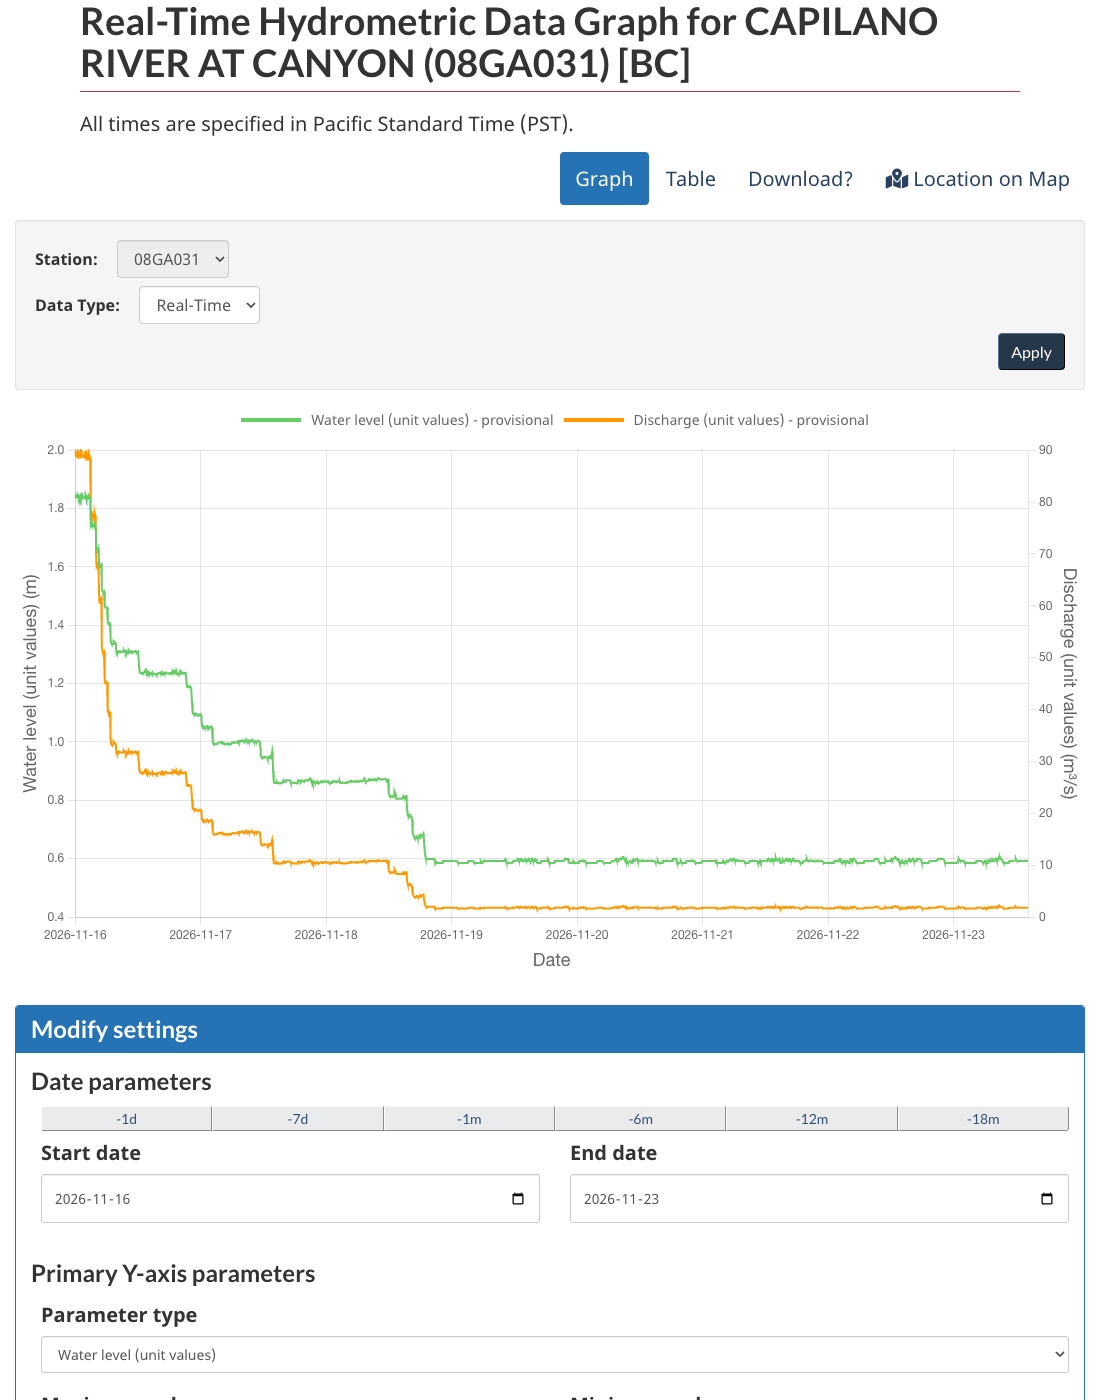 Real-Time Hydrometric Data Graph for CAPILANO
RIVER AT CANYON (08GA031) [BC]
All times are specified in Pacific Standard Time (PST).
Graph Table Download? Location on Map
Station: 08GA031
Data Type: Real-Time
Apply
Water level (unit values) - provisional Discharge (unit values) - provisional
2.0 90
1.8 80
1.6 70
1.4 60
1.2 50
1.0 40
0.8 30
0.6 20
0.4 10
0
Water level (unit values) (m)
Discharge (unit values) (m³/s)
2026-11-16 2026-11-17 2026-11-18 2026-11-19 2026-11-20 2026-11-21 2026-11-22 2026-11-23
Date
Modify settings
Date parameters
-1d -7d -1m -6m -12m -18m
Start date End date
2026-11-16 2026-11-23
Primary Y-axis parameters
Parameter type
Water level (unit values)